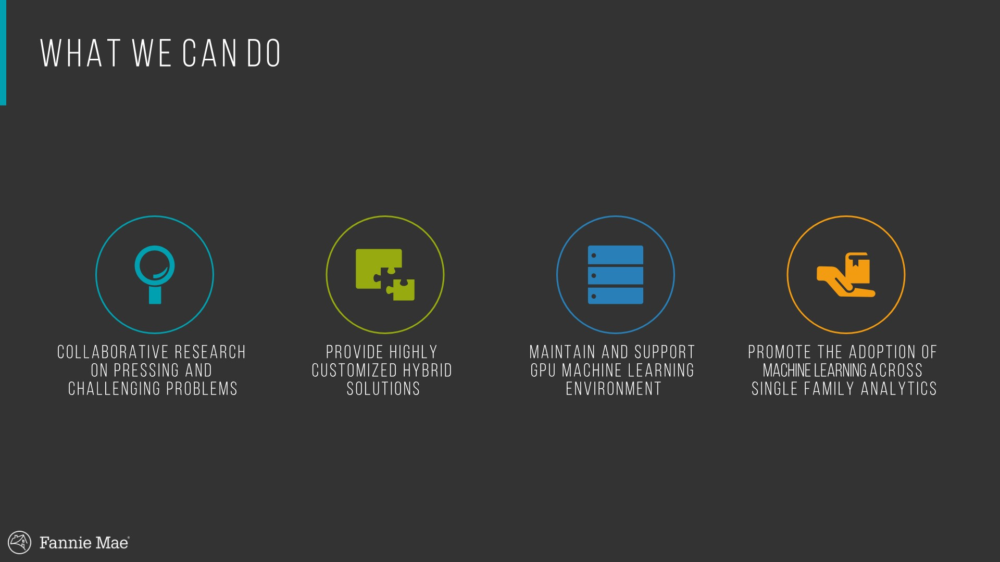 WHAT WE CAN DO
COLLABORATIVE RESEARCH
ON PRESSING AND
CHALLENGING PROBLEMS
PROVIDE HIGHLY
CUSTOMIZED HYBRID
SOLUTIONS
MAINTAIN AND SUPPORT
GPU MACHINE LEARNING
ENVIRONMENT
PROMOTE THE ADOPTION OF
MACHINE LEARNING ACROSS
SINGLE FAMILY ANALYTICS
Fannie Mae®